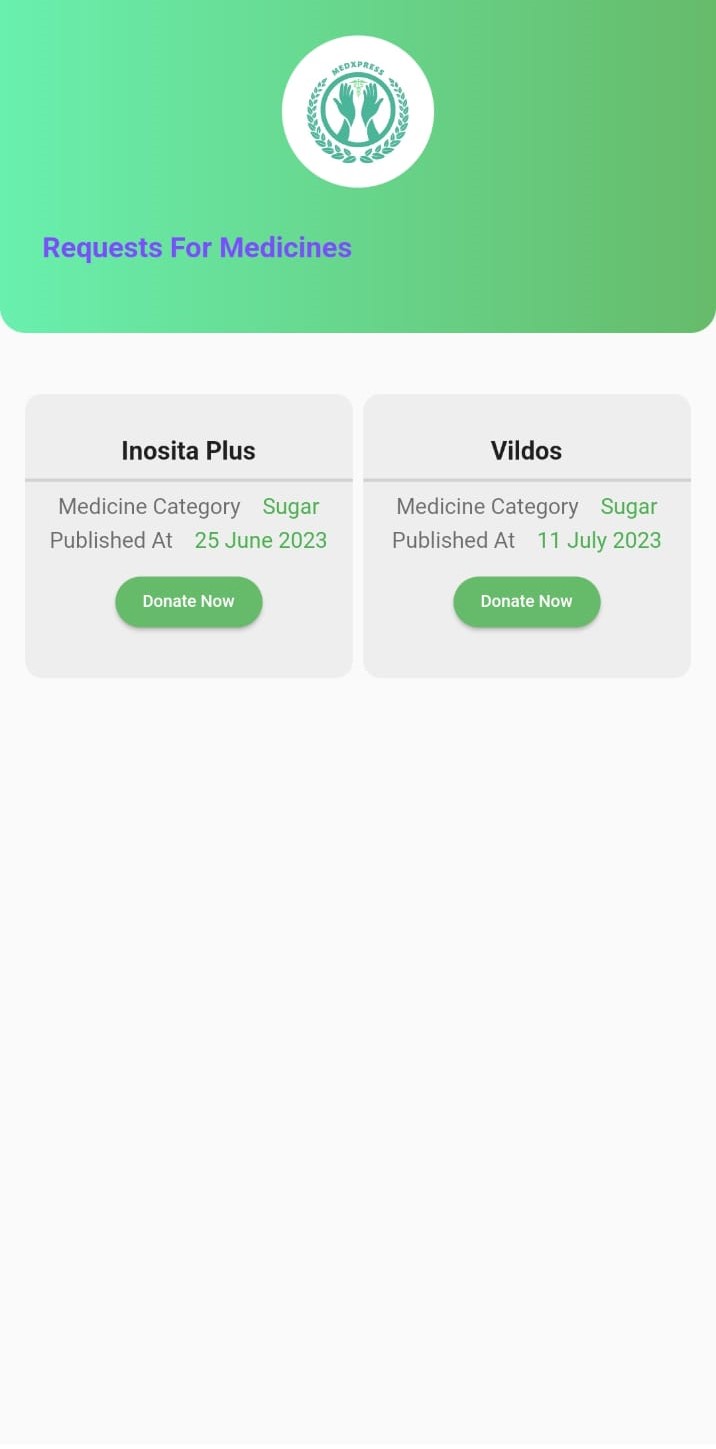 MEDXPRESS
Requests For Medicines
Inosita Plus
Medicine Category Sugar
Published At 25 June 2023
Donate Now
Vildos
Medicine Category Sugar
Published At 11 July 2023
Donate Now